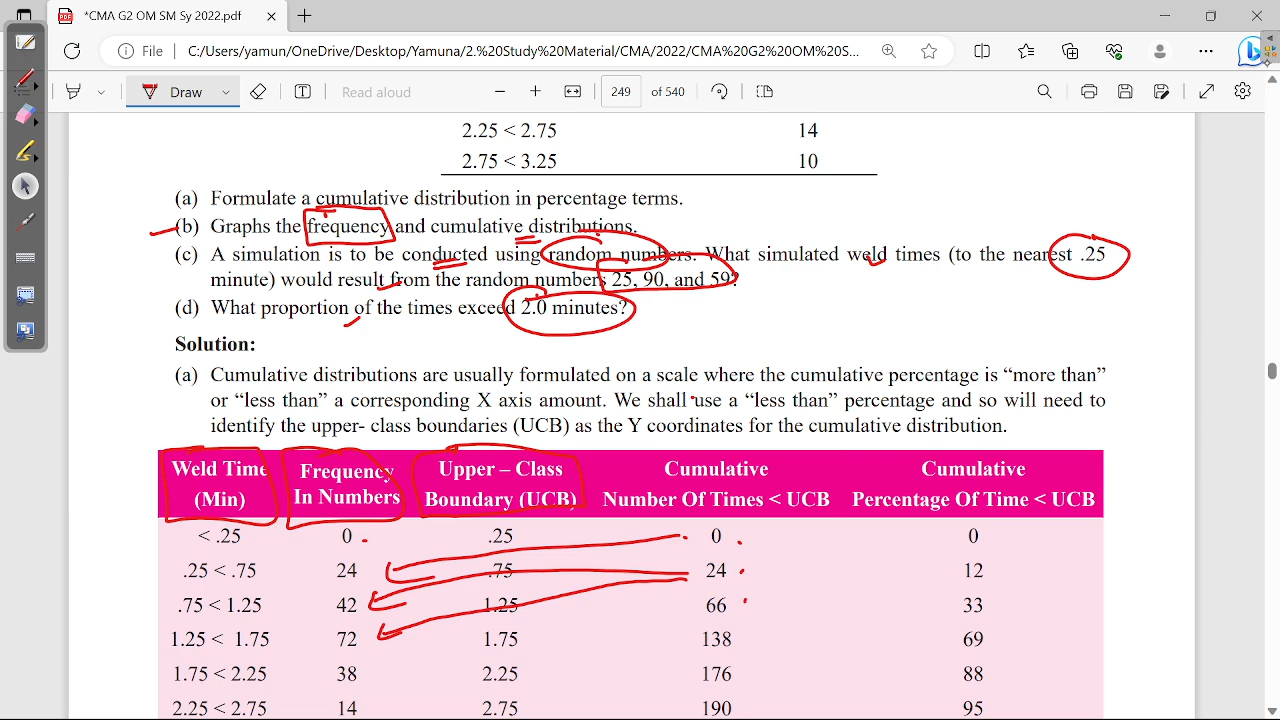 *CMA G2 OM SM Sy 2022.pdf
File C:/Users/yamun/OneDrive/Desktop/Yamuna/2.%20Study%20Material/CMA/2022/CMA%20G2%20OM%20S...
Draw Read aloud 249 of 540
2.25 < 2.75 14
2.75 < 3.25 10
(a) Formulate a cumulative distribution in percentage terms.
(b) Graphs the frequency and cumulative distributions.
(c) A simulation is to be conducted using random numbers. What simulated weld times (to the nearest .25
minute) would result from the random numbers 25, 90, and 59?
(d) What proportion of the times exceed 2.0 minutes?
Solution:
(a) Cumulative distributions are usually formulated on a scale where the cumulative percentage is “more than”
or “less than” a corresponding X axis amount. We shall use a “less than” percentage and so will need to
identify the upper- class boundaries (UCB) as the Y coordinates for the cumulative distribution.
Weld Time Frequency Upper – Class Cumulative Cumulative
(Min) In Numbers Boundary (UCB) Number Of Times < UCB Percentage Of Time < UCB
< .25 0 .25 0 0
.25 < .75 24 .75 24 12
.75 < 1.25 42 1.25 66 33
1.25 < 1.75 72 1.75 138 69
1.75 < 2.25 38 2.25 176 88
2.25 < 2.75 14 2.75 190 95